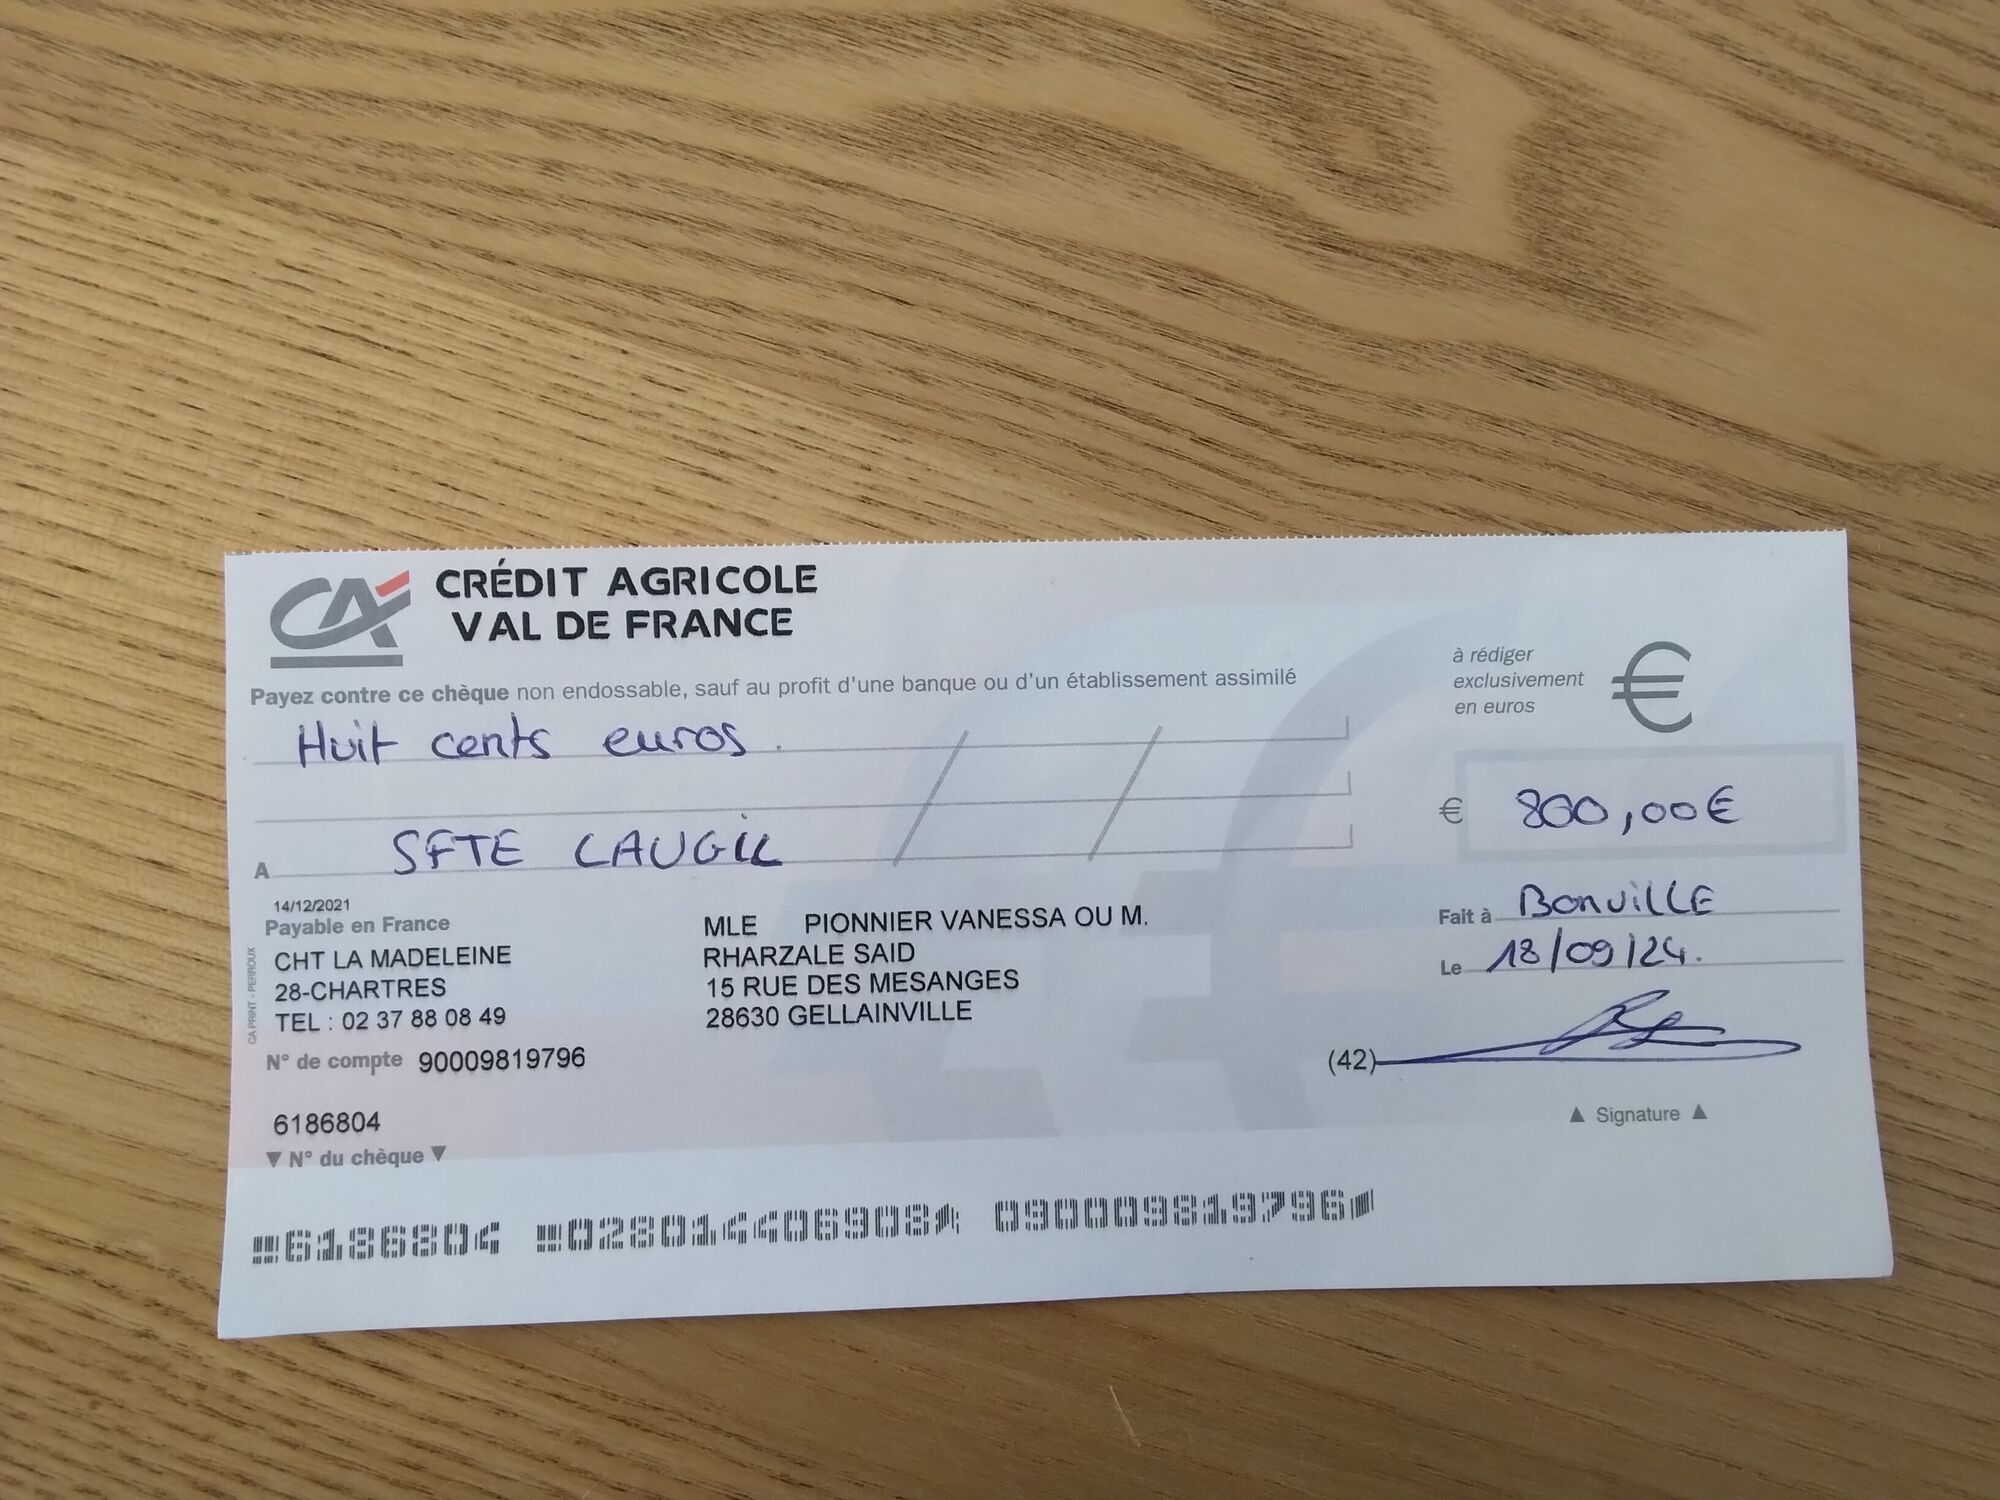 CA CRÉDIT AGRICOLE
VAL DE FRANCE
à rédiger
exclusivement
en euros
€
Payez contre ce chèque non endossable, sauf au profit d'une banque ou d'un établissement assimilé
Huit cents euros.
€ 800,00€
A SFTE LAUGIL
14/12/2021
Payable en France
CHT LA MADELEINE
28-CHARTRES
TEL : 02 37 88 08 49
N° de compte 90009819796
MLE PIONNIER VANESSA OU M.
RHARZALE SAID
15 RUE DES MESANGES
28630 GELLAINVILLE
Fait à BonvilLE
Le 18/09/24.
(42)
▲ Signature ▲
6186804
▼ N° du chèque ▼
CA PRINT - PERROUX
6186804 028014406908 090009819796